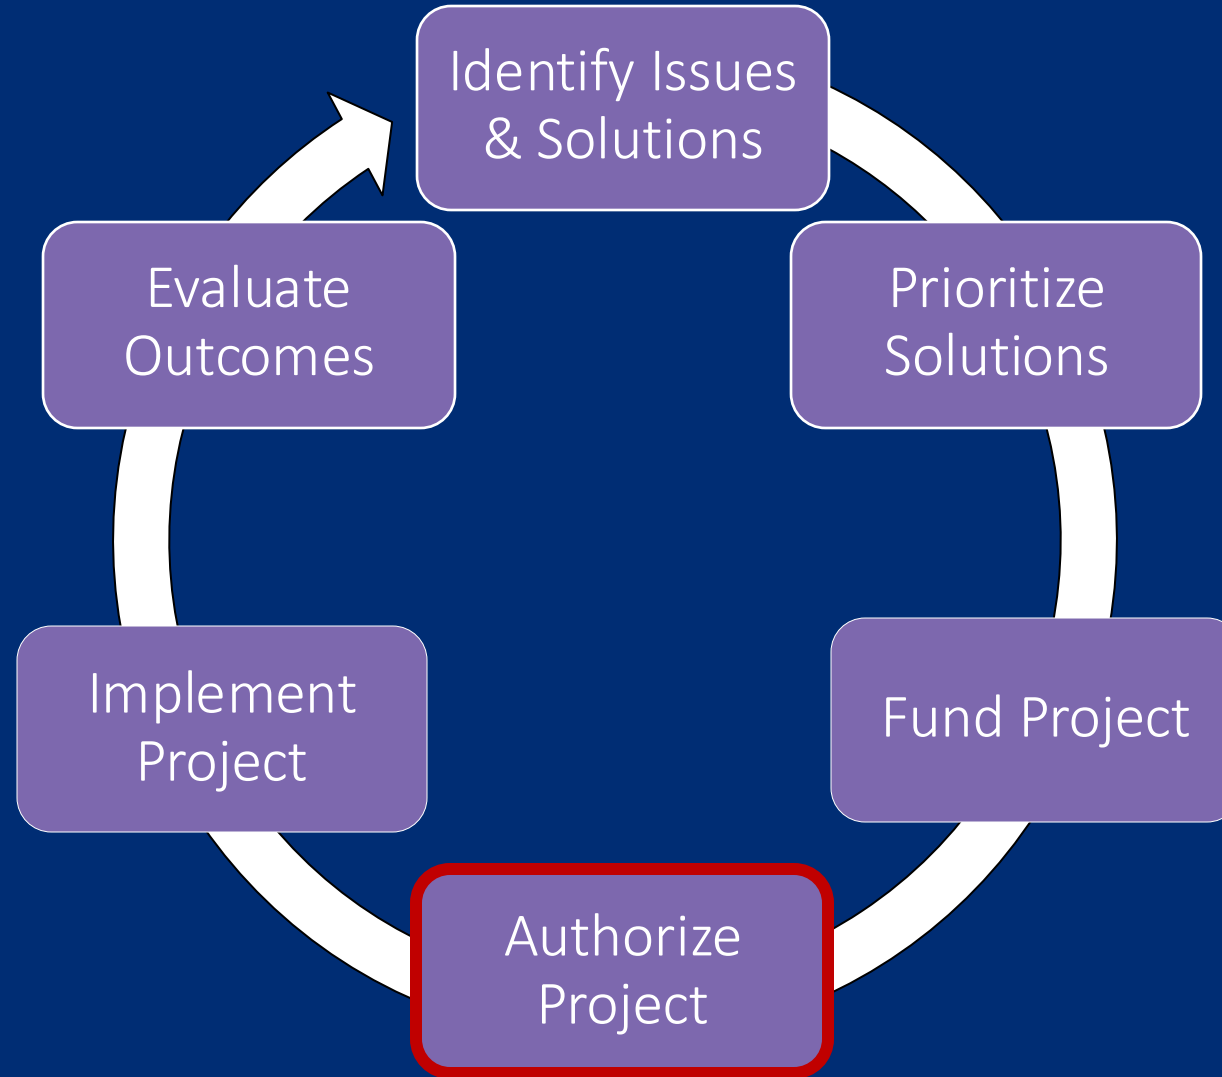 Identify Issues
& Solutions
Prioritize
Solutions
Fund Project
Authorize
Project
Implement
Project
Evaluate
Outcomes